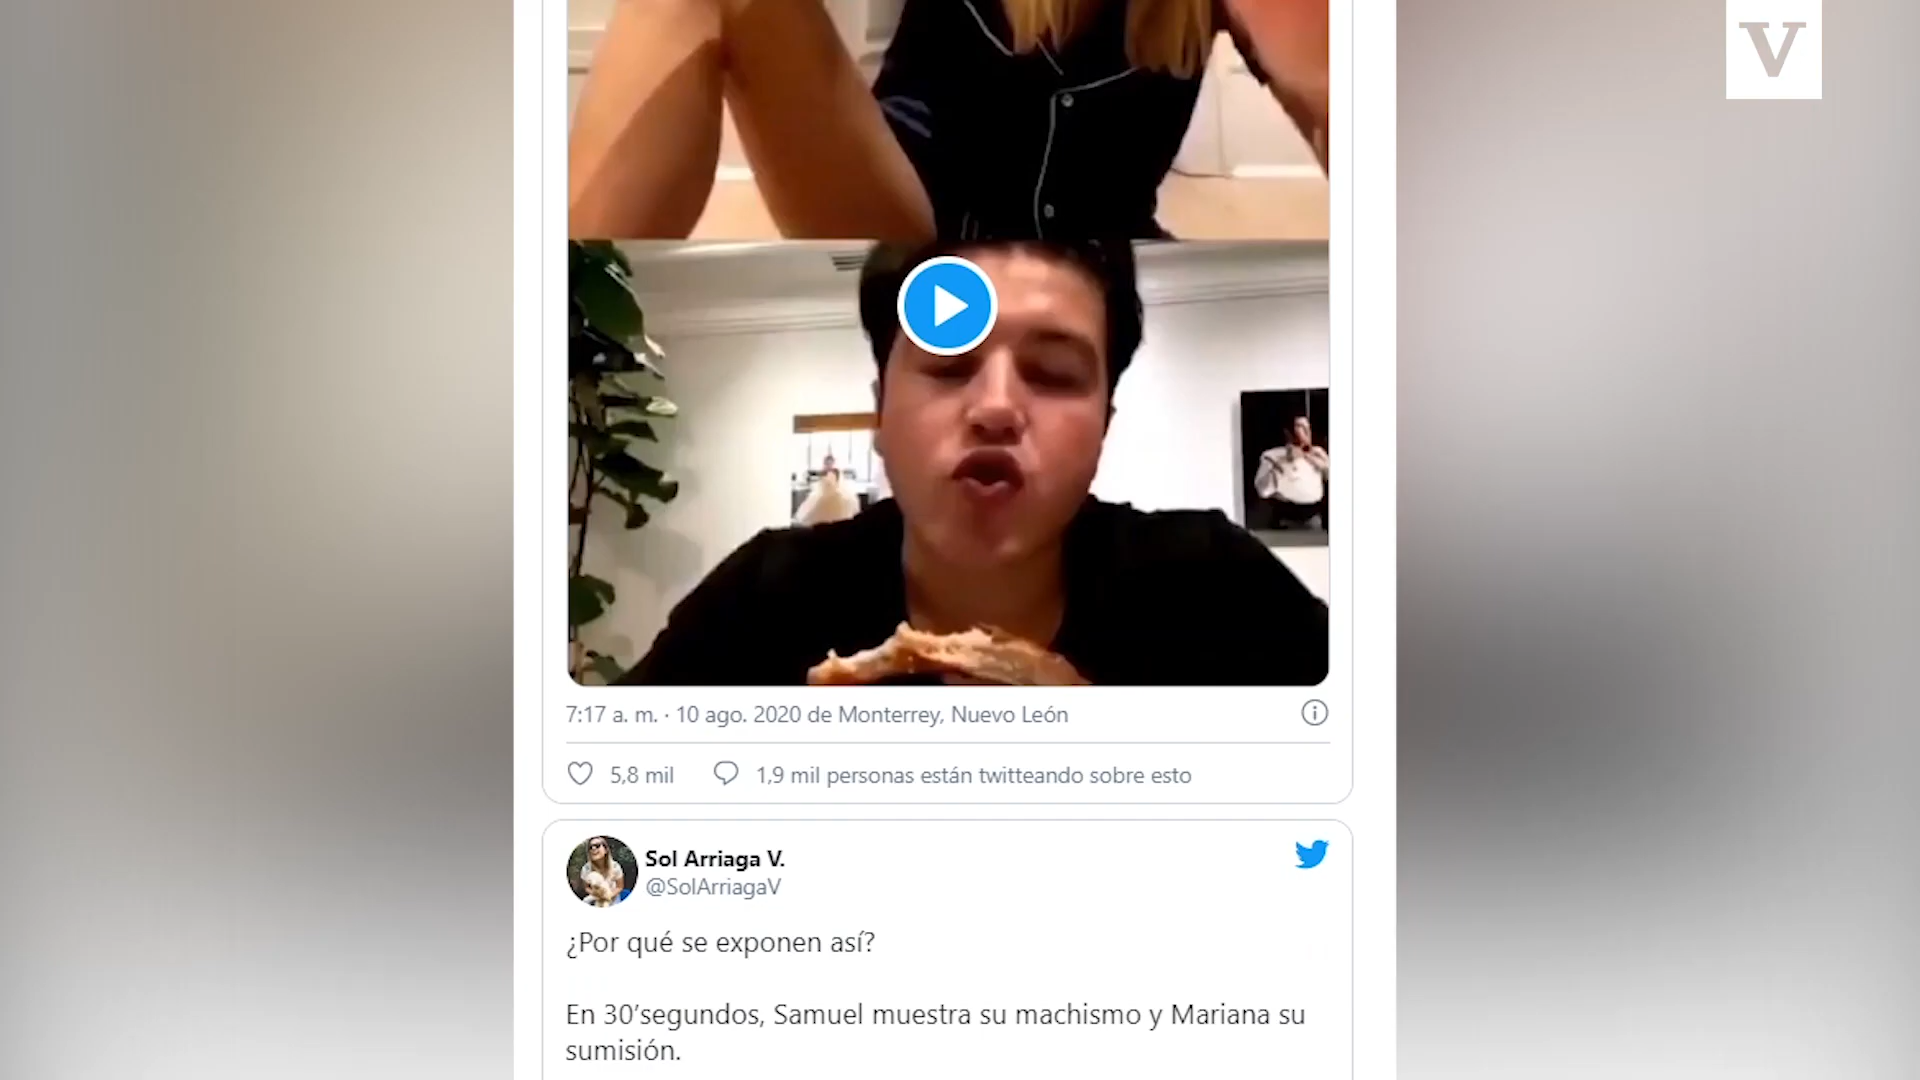 V
7:17 a. m. · 10 ago. 2020 de Monterrey, Nuevo León
5,8 mil 1,9 mil personas están twitteando sobre esto
Sol Arriaga V.
@SolArriagaV
¿Por qué se exponen así?
En 30’segundos, Samuel muestra su machismo y Mariana su
sumisión.